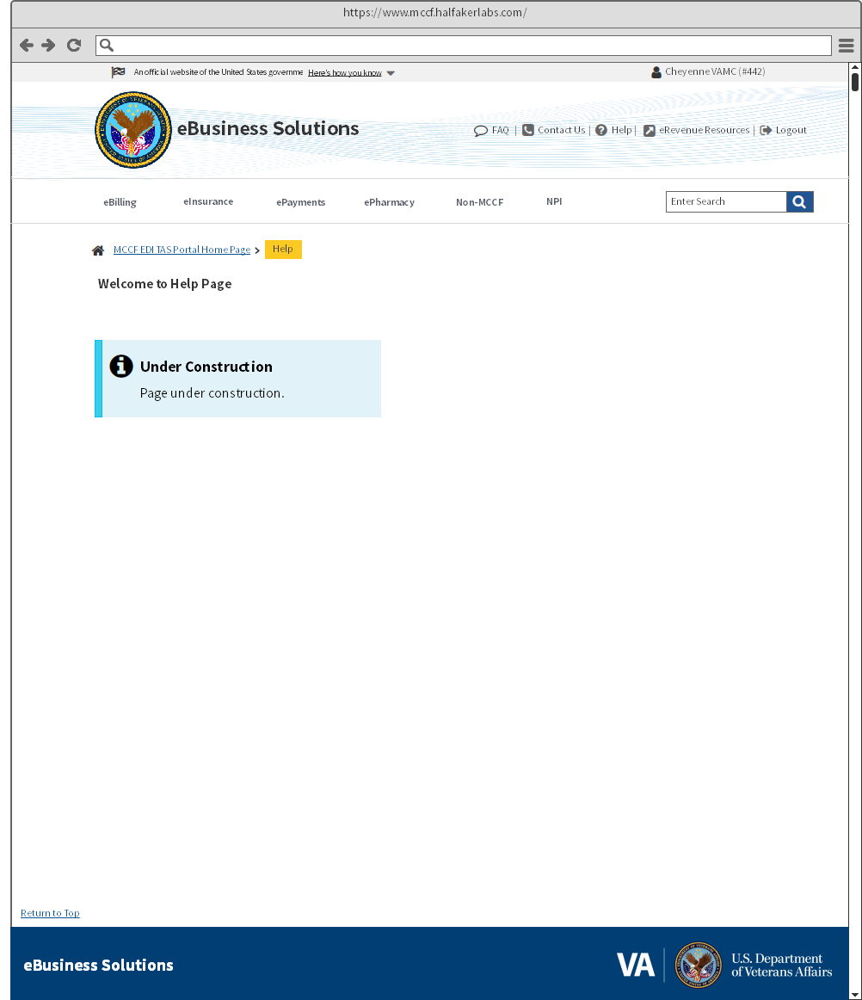 https://www.mccf.halfakerlabs.com/
An official website of the United States governme Here's how you know
Cheyenne VAMC (#442)
eBusiness Solutions
FAQ | Contact Us | Help | eRevenue Resources | Logout
eBilling eInsurance ePayments ePharmacy Non-MCCF NPI
Enter Search
MCCF EDI TAS Portal Home Page
Help
Welcome to Help Page
Under Construction
Page under construction.
Return to Top
eBusiness Solutions
VA
U.S. Department
of Veterans Affairs